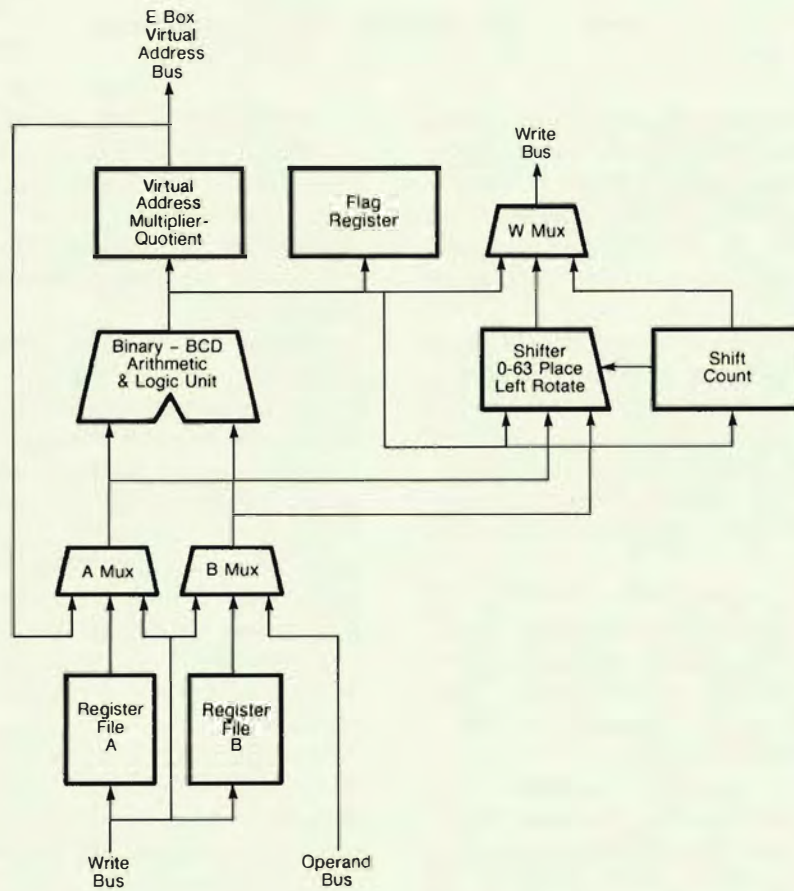 E Box
Virtual
Address
Bus
Write
Bus
Virtual
Address
Multiplier-
Quotient
Flag
Register
W Mux
Binary – BCD
Arithmetic
& Logic Unit
Shifter
0-63 Place
Left Rotate
Shift
Count
A Mux
B Mux
Register
File
A
Register
File
B
Write
Bus
Operand
Bus